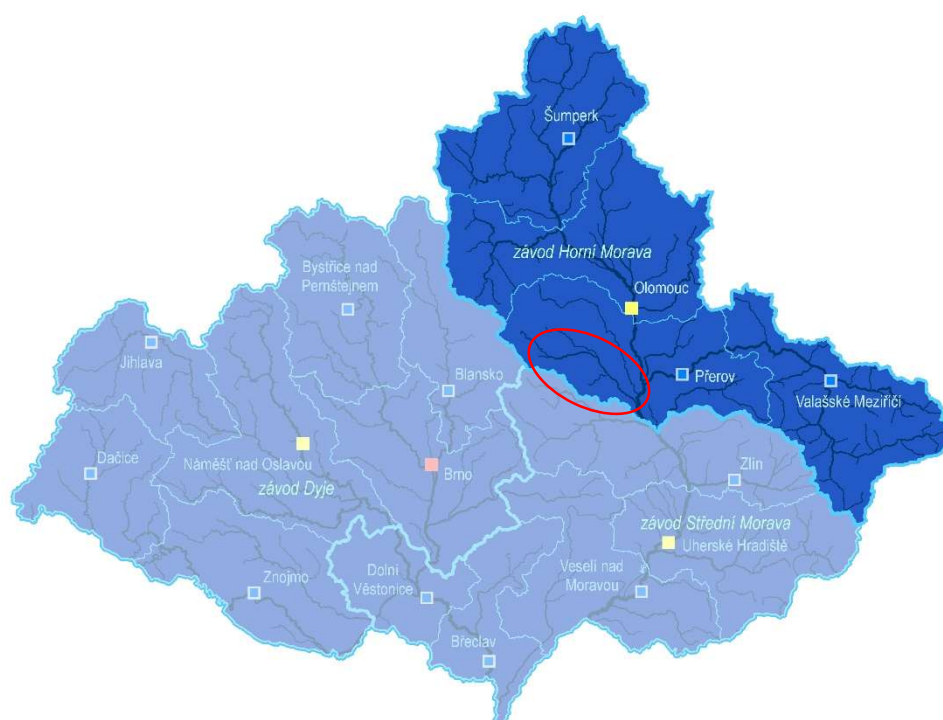 Šumperk
závod Horní Morava
Bystřice nad
Pernštejnem
Olomouc
Jihlava
Blansko
Přerov
Valašské Meziříčí
Dačice
Náměšť nad Oslavou
závod Dyje
Brno
Zlín
závod Střední Morava
Uherské Hradiště
Znojmo
Dolní
Věstonice
Veselí nad
Moravou
Břeclav